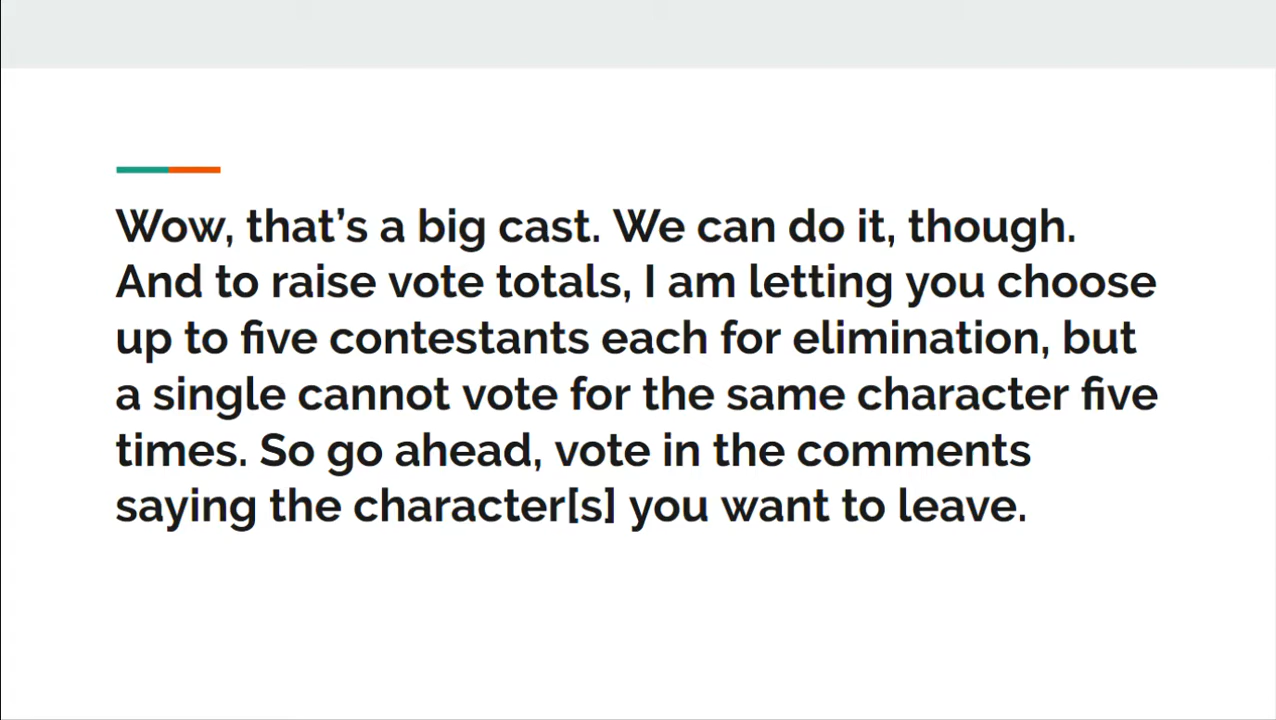 Wow, that’s a big cast. We can do it, though.
And to raise vote totals, I am letting you choose
up to five contestants each for elimination, but
a single cannot vote for the same character five
times. So go ahead, vote in the comments
saying the character[s] you want to leave.